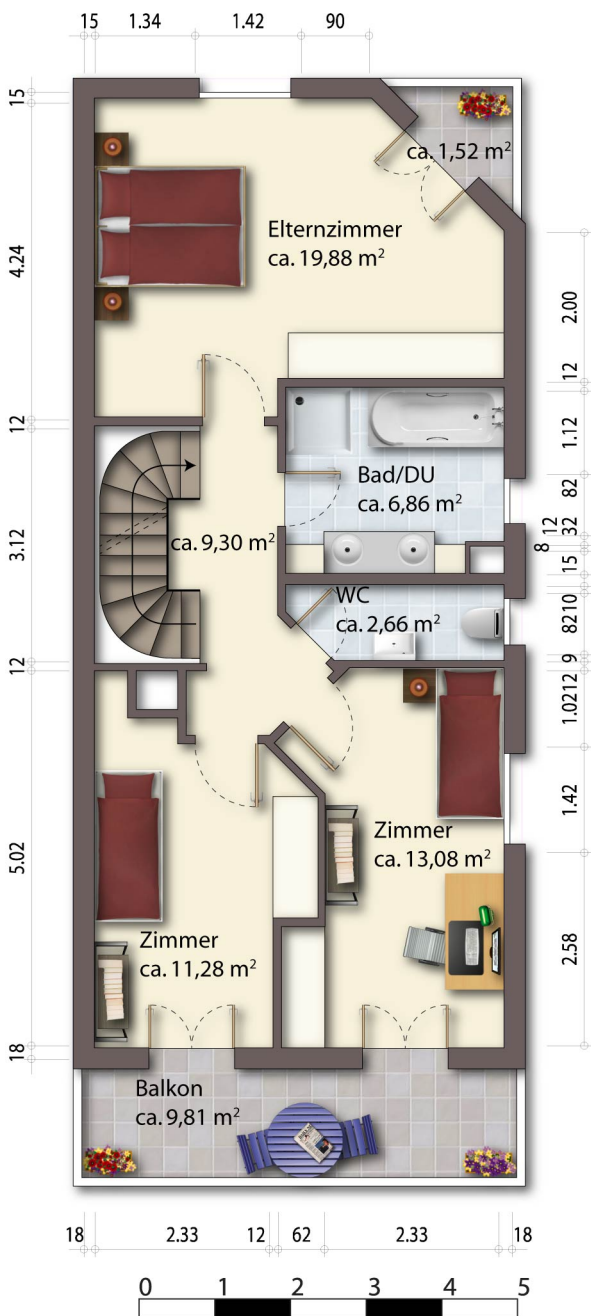 15 1.34 1.42 90
15
4.24
12
3.12
12
5.02
18
ca. 1,52 m²
Elternzimmer
ca. 19,88 m²
Bad/DU
ca. 6,86 m²
ca. 9,30 m²
WC
ca. 2,66 m²
Zimmer
ca. 13,08 m²
Zimmer
ca. 11,28 m²
Balkon
ca. 9,81 m²
2.00
12
1.12
82
12
32
8
15
10
82
9
12
1.02
1.42
2.58
18 2.33 12 62 2.33 18
0 1 2 3 4 5